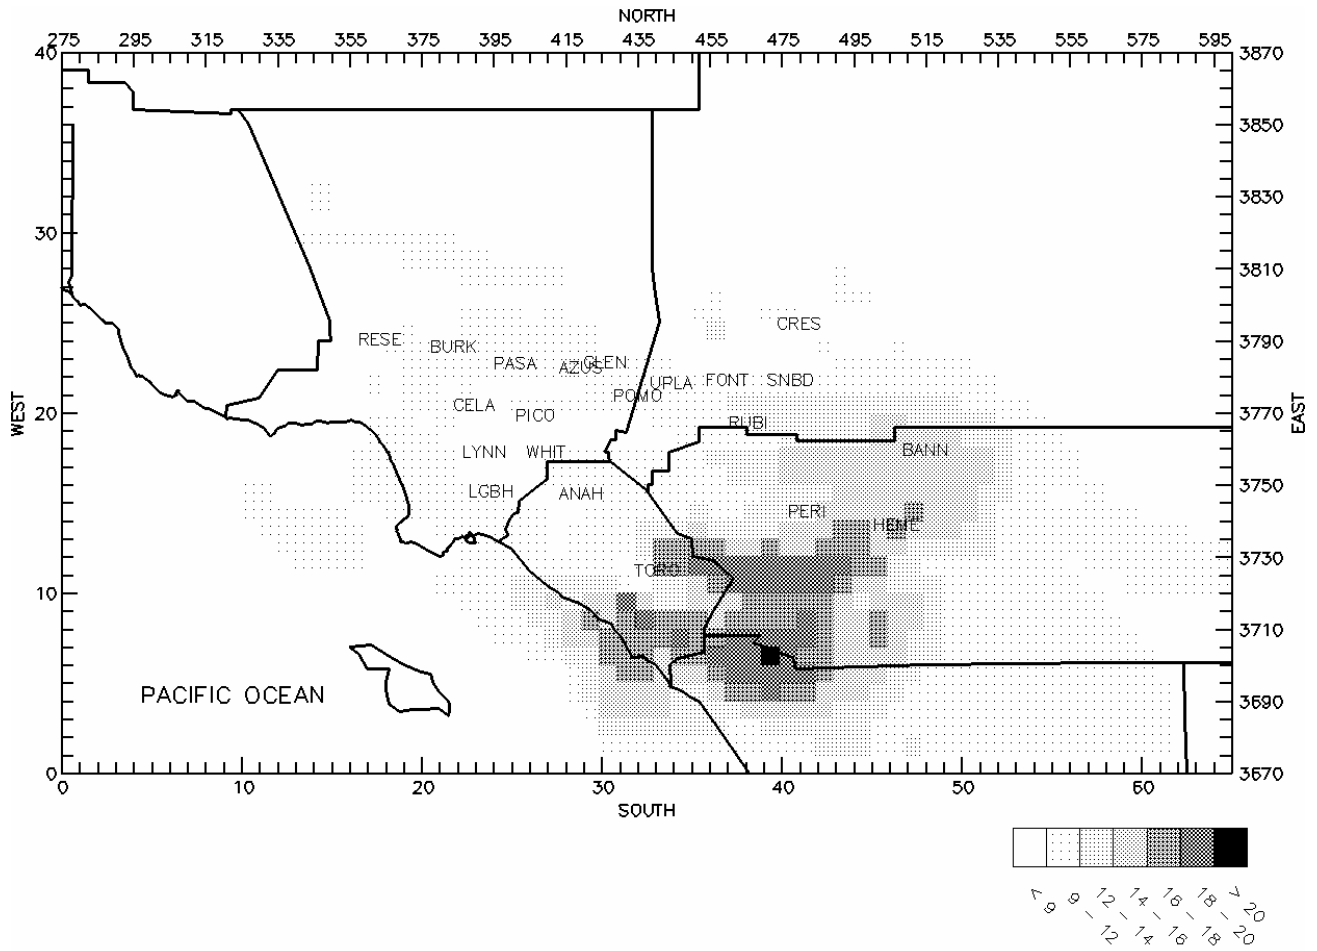 NORTH
275 295 315 335 355 375 395 415 435 455 475 495 515 535 555 575 595
40 3870
3850
3830
30
3810
CRES
RESE BURK 3790
PASA AZUS GLEN
UPLA FONT SNBD
POMO
CELA PICO
WEST 20 RUBI 3770 EAST
LYNN WHIT BANN
LGBH ANAH 3750
PERI HEME
TORO 3730
10
3710
PACIFIC OCEAN 3690
0 3670
0 10 20 30 40 50 60
SOUTH
< 9
9 - 12
12 - 14
14 - 16
16 - 18
18 - 20
> 20